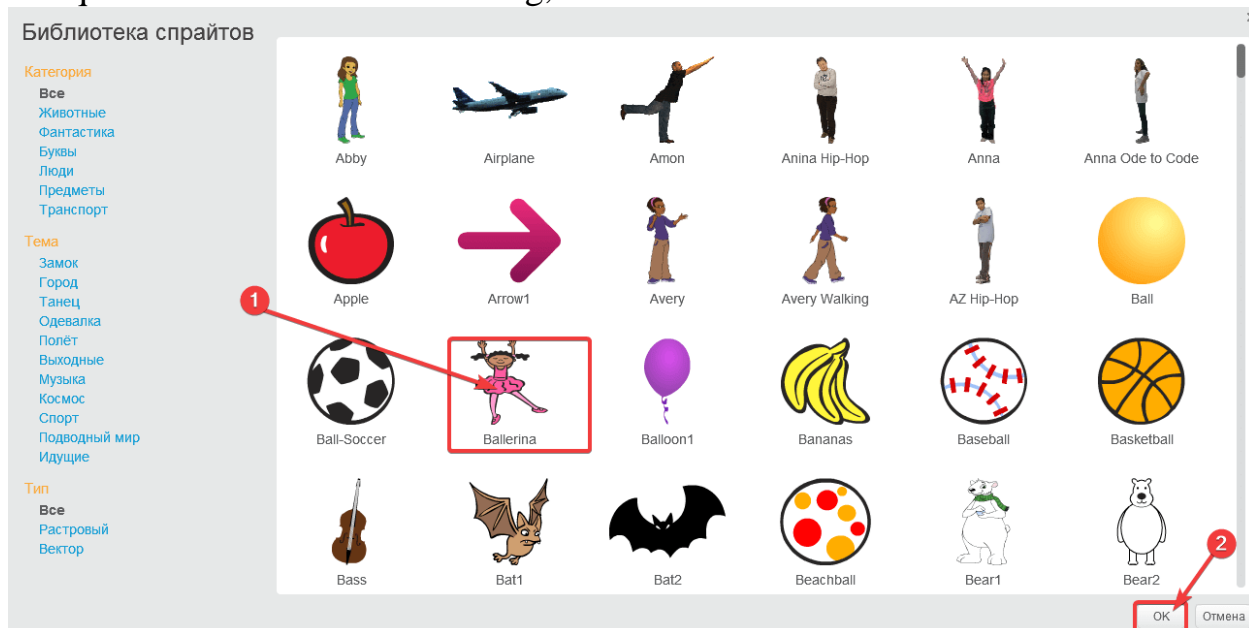 Библиотека спрайтов
Категория
Все
Животные
Фантастика
Буквы
Люди
Предметы
Транспорт
Тема
Замок
Город
Танец
Одевалка
Полёт
Выходные
Музыка
Космос
Спорт
Подводный мир
Идущие
Тип
Все
Растровый
Вектор
Abby Airplane Amon Anina Hip-Hop Anna Anna Ode to Code
Apple Arrow1 Avery Avery Walking AZ Hip-Hop Ball
1
Ball-Soccer Ballerina Balloon1 Bananas Baseball Basketball
Bass Bat1 Bat2 Beachball Bear1 Bear2
2
OK Отмена